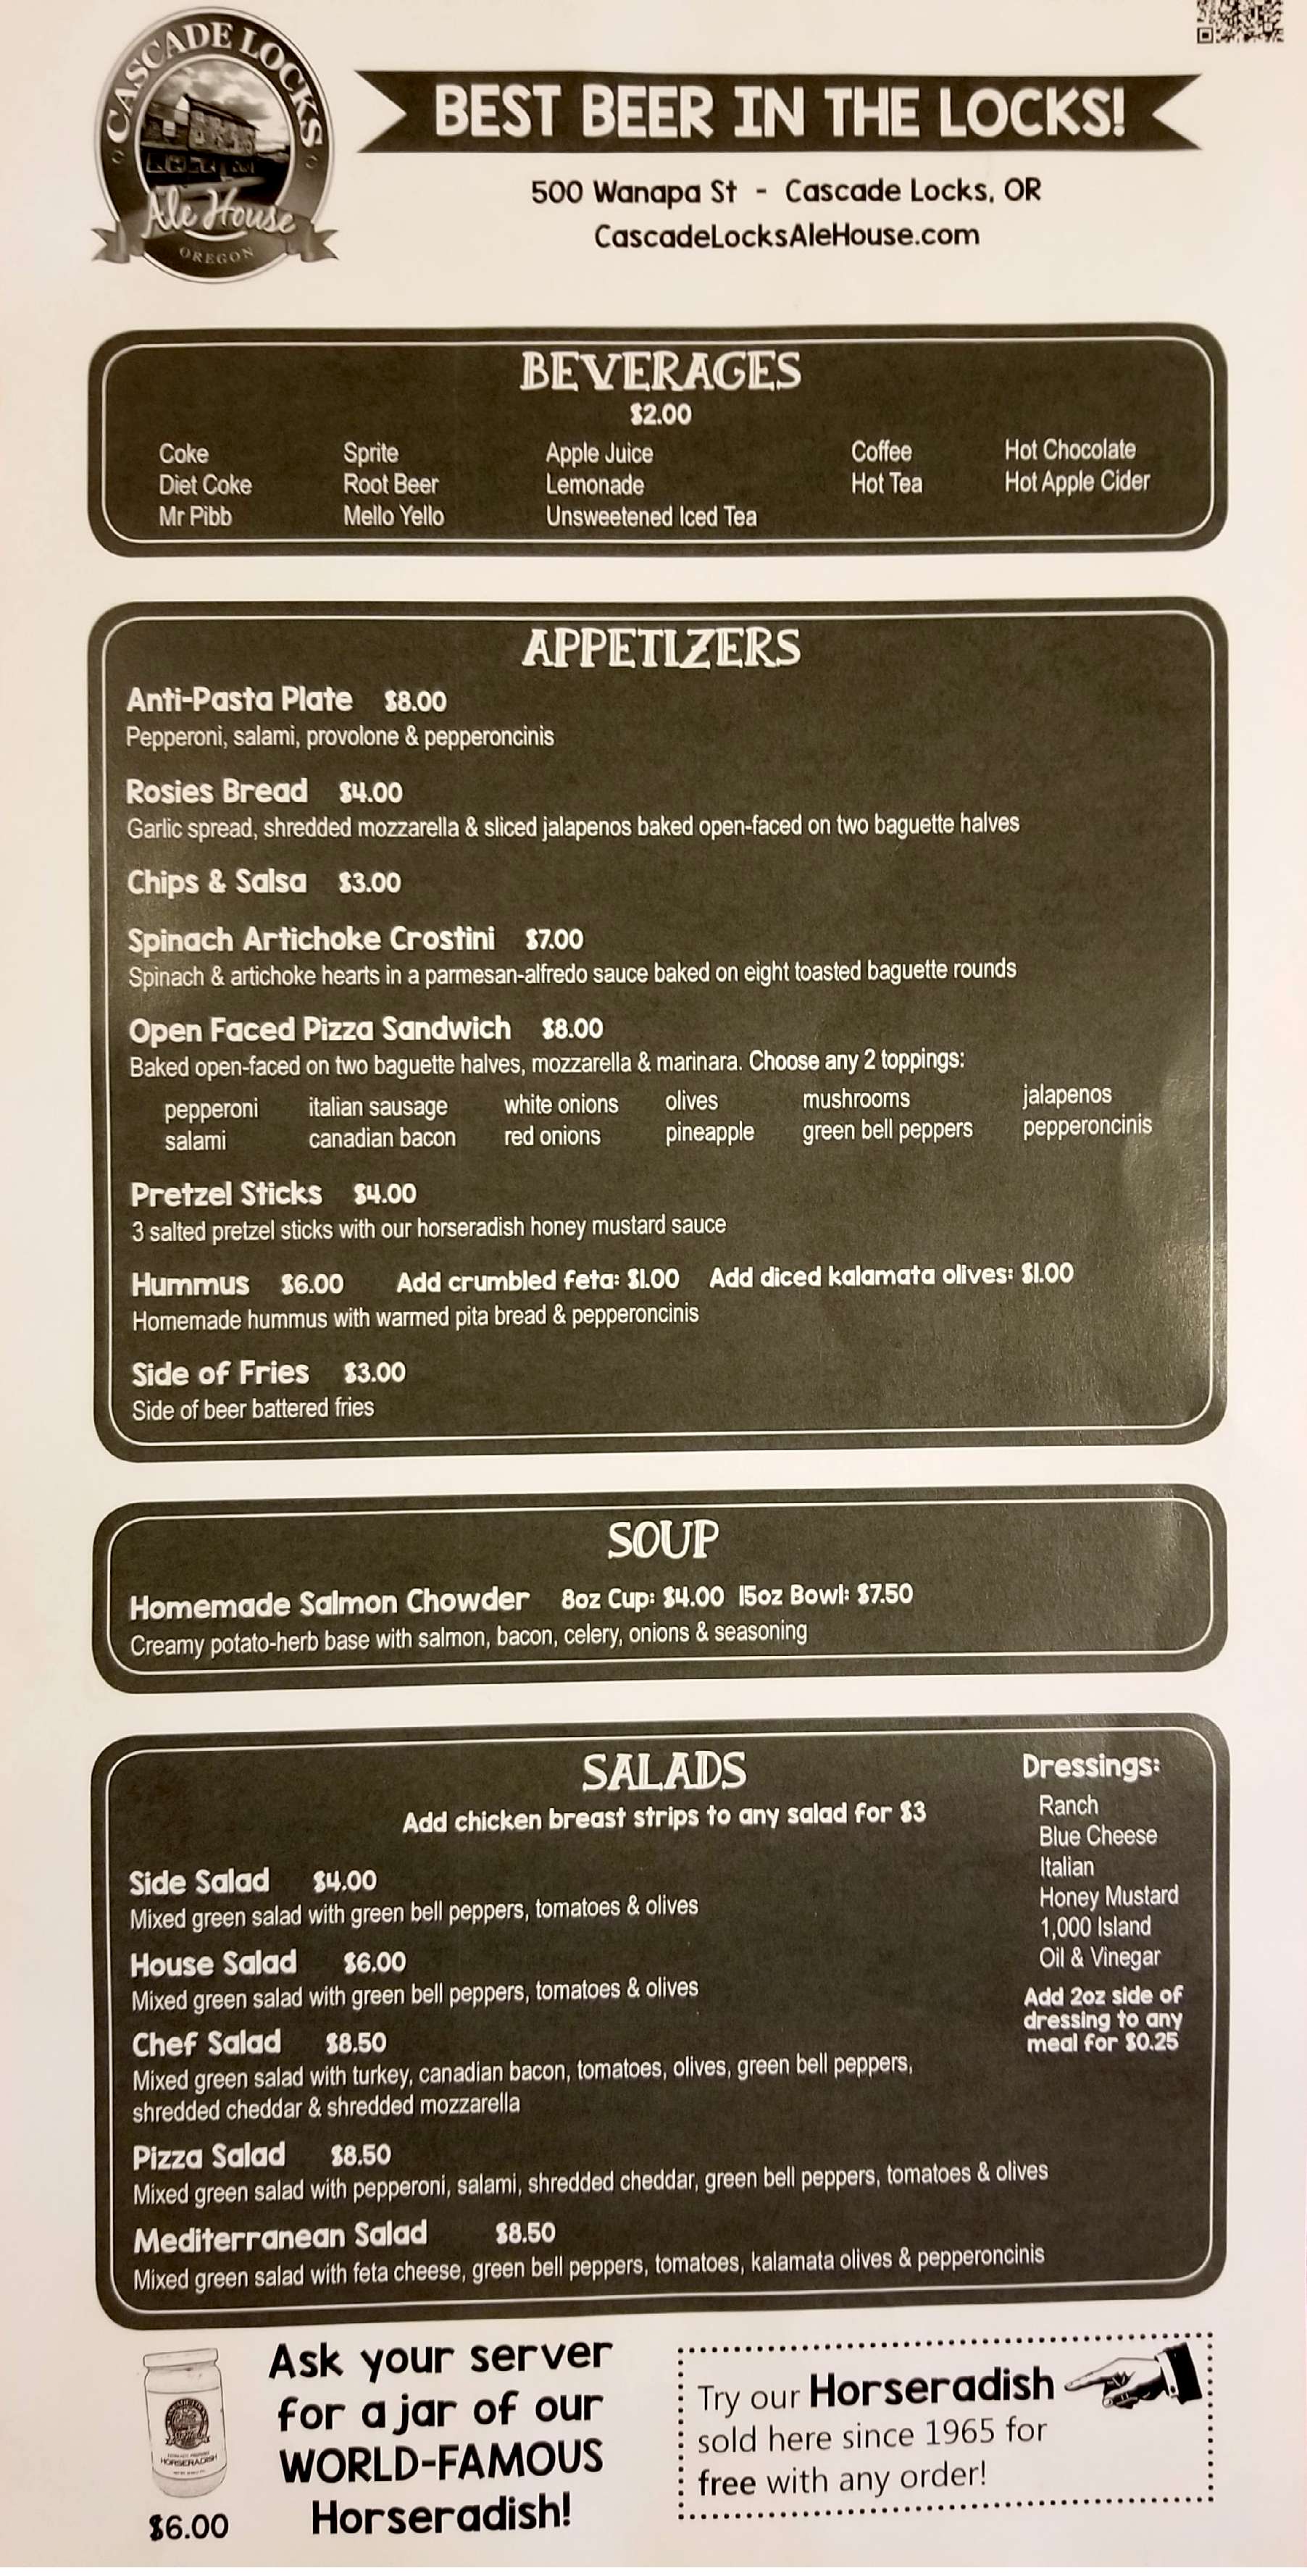 CASCADE LOCKS
Ale House
OREGON
BEST BEER IN THE LOCKS!
500 Wanapa St - Cascade Locks, OR
CascadeLocksAleHouse.com
BEVERAGES
$2.00
Coke Sprite Apple Juice Coffee Hot Chocolate
Diet Coke Root Beer Lemonade Hot Tea Hot Apple Cider
Mr Pibb Mello Yello Unsweetened Iced Tea
APPETIZERS
Anti-Pasta Plate $8.00
Pepperoni, salami, provolone & pepperoncinis
Rosies Bread $4.00
Garlic spread, shredded mozzarella & sliced jalapenos baked open-faced on two baguette halves
Chips & Salsa $3.00
Spinach Artichoke Crostini $7.00
Spinach & artichoke hearts in a parmesan-alfredo sauce baked on eight toasted baguette rounds
Open Faced Pizza Sandwich $8.00
Baked open-faced on two baguette halves, mozzarella & marinara. Choose any 2 toppings:
pepperoni italian sausage white onions olives mushrooms jalapenos
salami canadian bacon red onions pineapple green bell peppers pepperoncinis
Pretzel Sticks $4.00
3 salted pretzel sticks with our horseradish honey mustard sauce
Hummus $6.00 Add crumbled feta: $1.00 Add diced kalamata olives: $1.00
Homemade hummus with warmed pita bread & pepperoncinis
Side of Fries $3.00
Side of beer battered fries
SOUP
Homemade Salmon Chowder 8oz Cup: $4.00 15oz Bowl: $7.50
Creamy potato-herb base with salmon, bacon, celery, onions & seasoning
SALADS
Add chicken breast strips to any salad for $3
Side Salad $4.00
Mixed green salad with green bell peppers, tomatoes & olives
House Salad $6.00
Mixed green salad with green bell peppers, tomatoes & olives
Chef Salad $8.50
Mixed green salad with turkey, canadian bacon, tomatoes, olives, green bell peppers,
shredded cheddar & shredded mozzarella
Pizza Salad $8.50
Mixed green salad with pepperoni, salami, shredded cheddar, green bell peppers, tomatoes & olives
Mediterranean Salad $8.50
Mixed green salad with feta cheese, green bell peppers, tomatoes, kalamata olives & pepperoncinis
Dressings:
Ranch
Blue Cheese
Italian
Honey Mustard
1,000 Island
Oil & Vinegar
Add 2oz side of
dressing to any
meal for $0.25
HORSERADISH
$6.00
Ask your server
for a jar of our
WORLD-FAMOUS
Horseradish!
Try our Horseradish
sold here since 1965 for
free with any order!